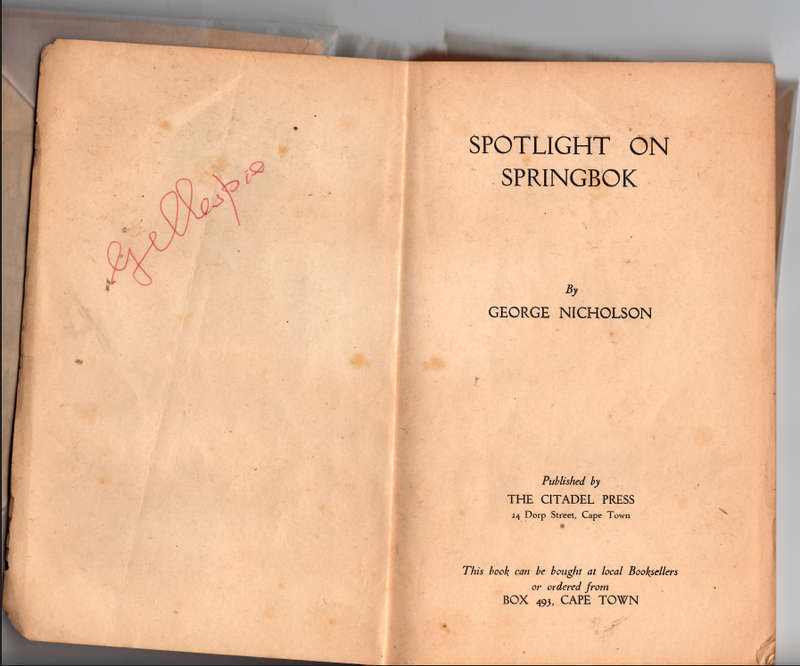 Gillespie
SPOTLIGHT ON
SPRINGBOK
By
GEORGE NICHOLSON
Published by
THE CITADEL PRESS
24 Dorp Street, Cape Town
This book can be bought at local Booksellers
or ordered from
BOX 493, CAPE TOWN